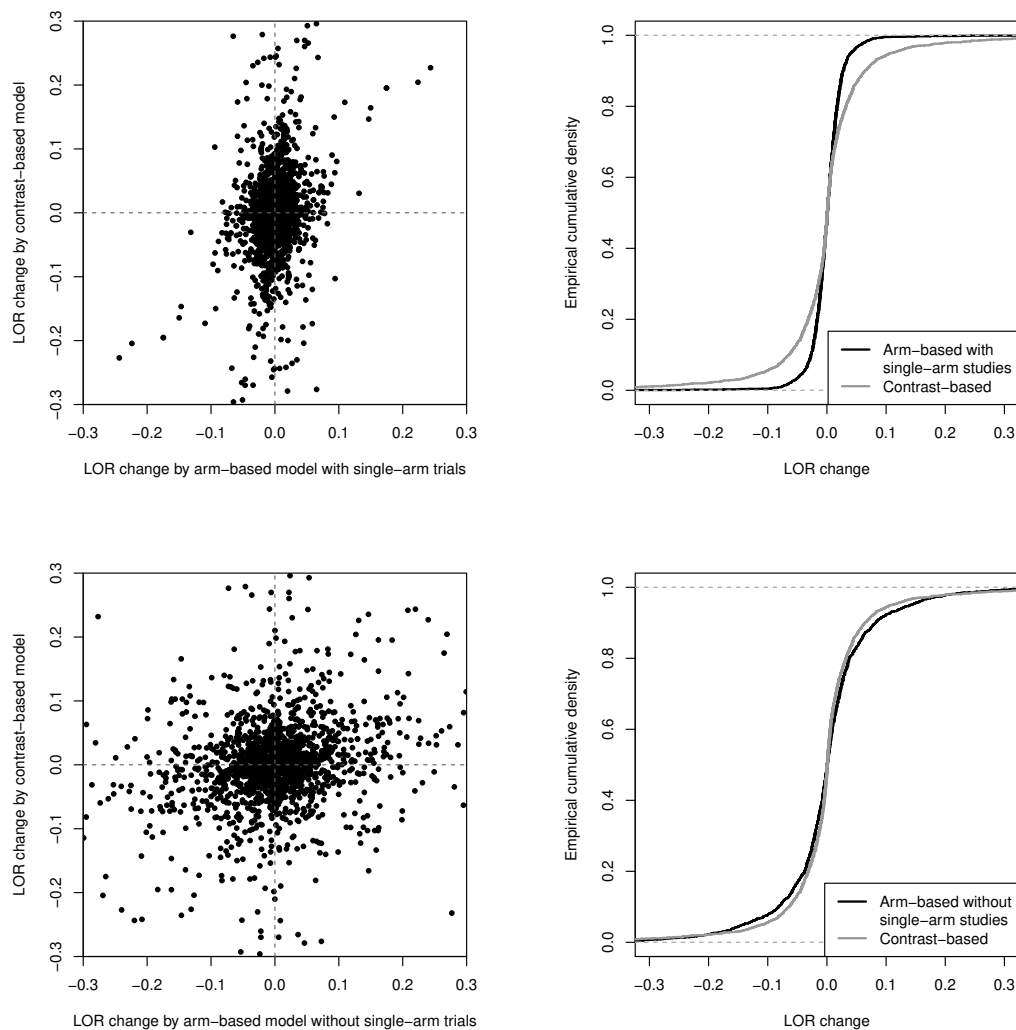 0.3
0.2
0.1
0.0
−0.1
−0.2
−0.3
LOR change by contrast−based model
−0.3 −0.2 −0.1 0.0 0.1 0.2 0.3
LOR change by arm−based model with single−arm trials
1.0
0.8
0.6
0.4
0.2
0.0
Empirical cumulative density
Arm−based with
single−arm studies
Contrast−based
−0.3 −0.2 −0.1 0.0 0.1 0.2 0.3
LOR change
0.3
0.2
0.1
0.0
−0.1
−0.2
−0.3
LOR change by contrast−based model
−0.3 −0.2 −0.1 0.0 0.1 0.2 0.3
LOR change by arm−based model without single−arm trials
1.0
0.8
0.6
0.4
0.2
0.0
Empirical cumulative density
Arm−based without
single−arm studies
Contrast−based
−0.3 −0.2 −0.1 0.0 0.1 0.2 0.3
LOR change